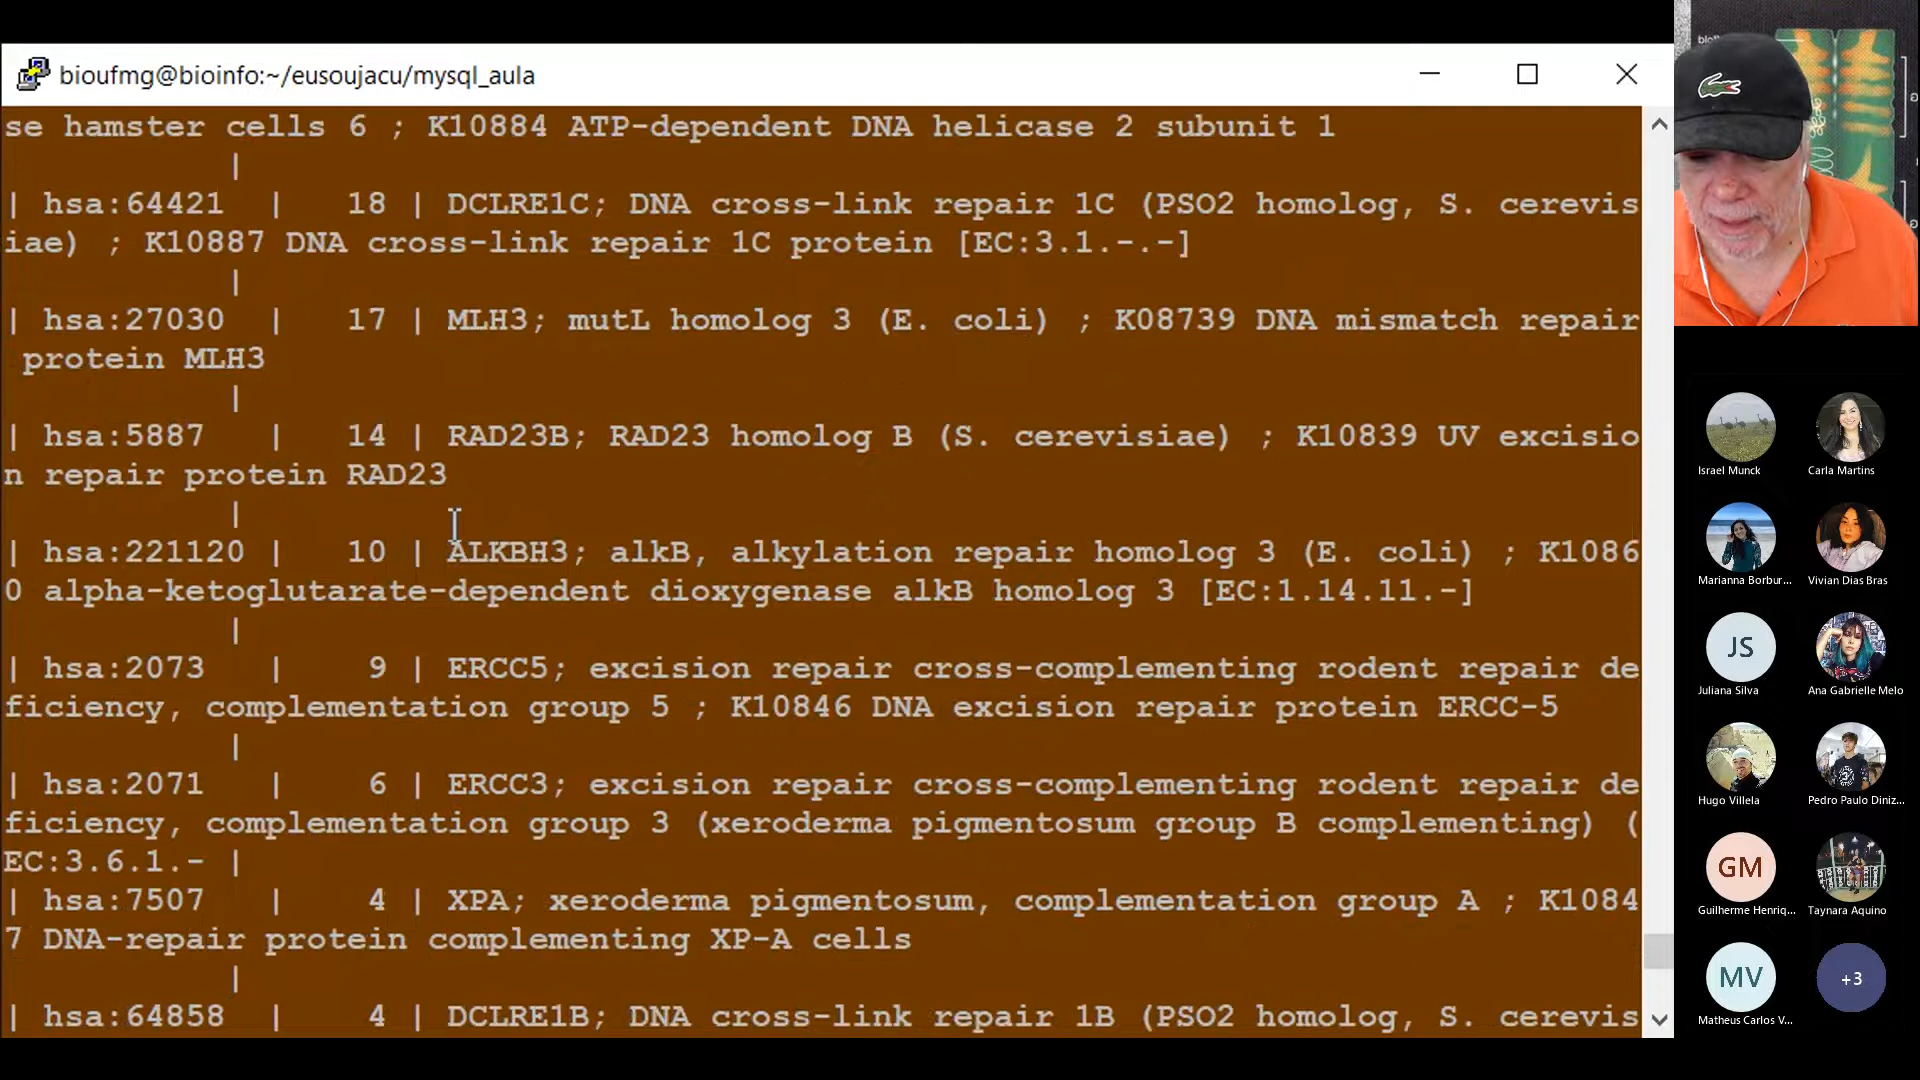 bioufmg@bioinfo:~/eusoujacu/mysql_aula
se hamster cells 6 ; K10884 ATP-dependent DNA helicase 2 subunit 1
|
| hsa:64421 | 18 | DCLRE1C; DNA cross-link repair 1C (PSO2 homolog, S. cerevis
iae) ; K10887 DNA cross-link repair 1C protein [EC:3.1.-.-]
|
| hsa:27030 | 17 | MLH3; mutL homolog 3 (E. coli) ; K08739 DNA mismatch repair
protein MLH3
|
| hsa:5887 | 14 | RAD23B; RAD23 homolog B (S. cerevisiae) ; K10839 UV excisio
n repair protein RAD23
|
| hsa:221120 | 10 | ALKBH3; alkB, alkylation repair homolog 3 (E. coli) ; K1086
0 alpha-ketoglutarate-dependent dioxygenase alkB homolog 3 [EC:1.14.11.-]
|
| hsa:2073 | 9 | ERCC5; excision repair cross-complementing rodent repair de
ficiency, complementation group 5 ; K10846 DNA excision repair protein ERCC-5
|
| hsa:2071 | 6 | ERCC3; excision repair cross-complementing rodent repair de
ficiency, complementation group 3 (xeroderma pigmentosum group B complementing) (
EC:3.6.1.- |
| hsa:7507 | 4 | XPA; xeroderma pigmentosum, complementation group A ; K1084
7 DNA-repair protein complementing XP-A cells
|
| hsa:64858 | 4 | DCLRE1B; DNA cross-link repair 1B (PSO2 homolog, S. cerevis
Israel Munck
Carla Martins
Marianna Borbur...
Vivian Dias Bras
JS
Juliana Silva
Ana Gabrielle Melo
Hugo Villela
Pedro Paulo Diniz...
GM
Guilherme Henriq...
Taynara Aquino
MV
Matheus Carlos V...
+3